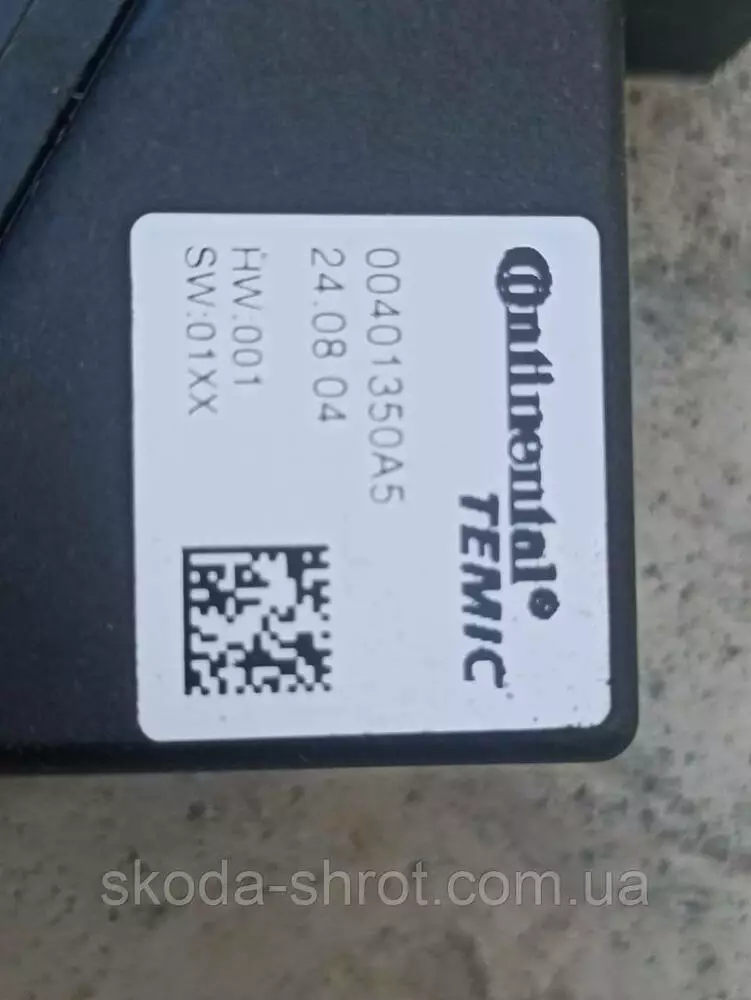 Continental®
TEMIC
00401350A5
24.08 04
HW.001
SW:01XX
skoda-shrot.com.ua